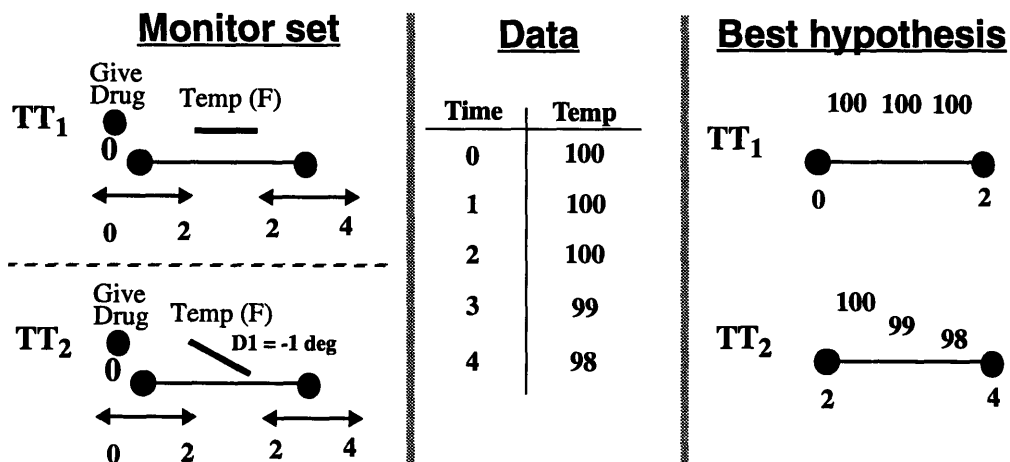 Monitor set
Give
Drug
Temp (F)
TT1
0
0 2 2 4
Give
Drug
Temp (F)
TT2
D1 = -1 deg
0
0 2 2 4
Data
Time Temp
0 100
1 100
2 100
3 99
4 98
Best hypothesis
100 100 100
TT1
0 2
100
99
98
TT2
2 4